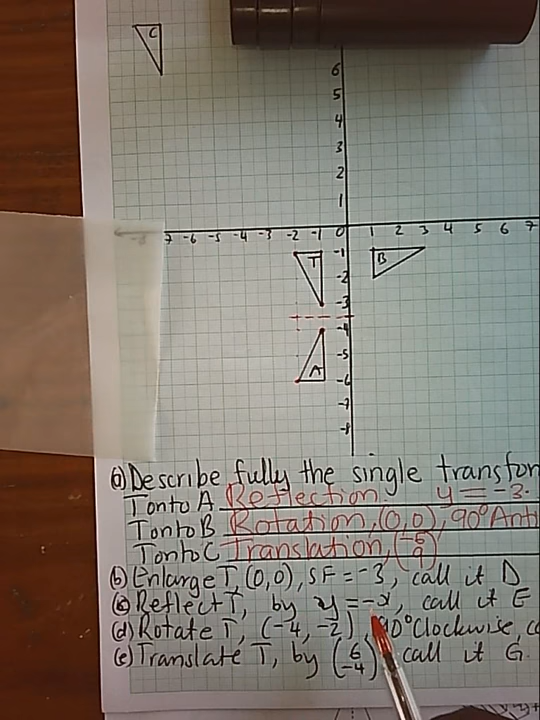 C
6
5
4
3
2
1
-8 -7 -6 -5 -4 -3 -2 -1 0 1 2 3 4 5 6 7
T
-1
B
-2
-3
-4
-5
A
-6
-7
-8
(a) Describe fully the single transfor
T onto A Reflection y = -3.
T onto B Rotation, (0,0), 90° Anti
T onto C Translation, (-6 9)
(b) Enlarge T, (0,0), SF = -3, call it D
(c) Reflect T, by y = -x, call it E
(d) Rotate T, (-4, -2), 90° Clockwise, c
(e) Translate T, by (6 -4) call it G.